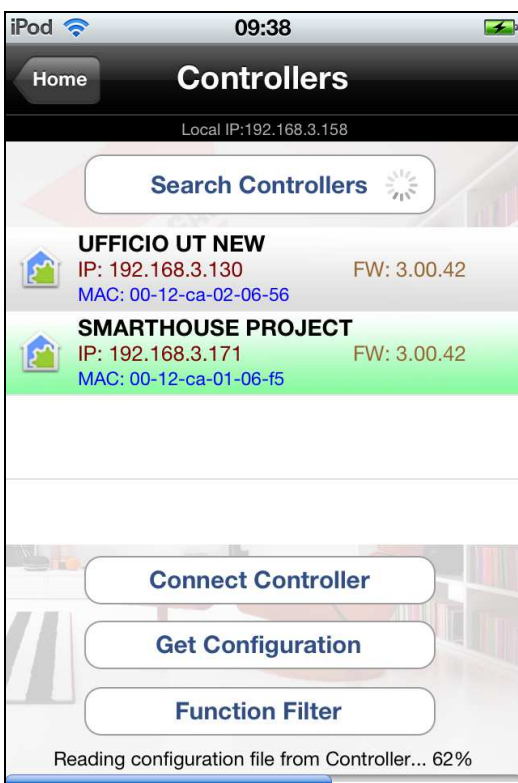 iPod 09:38
Home Controllers
Local IP:192.168.3.158
Search Controllers
UFFICIO UT NEW
IP: 192.168.3.130 FW: 3.00.42
MAC: 00-12-ca-02-06-56
SMARTHOUSE PROJECT
IP: 192.168.3.171 FW: 3.00.42
MAC: 00-12-ca-01-06-f5
Connect Controller
Get Configuration
Function Filter
Reading configuration file from Controller... 62%